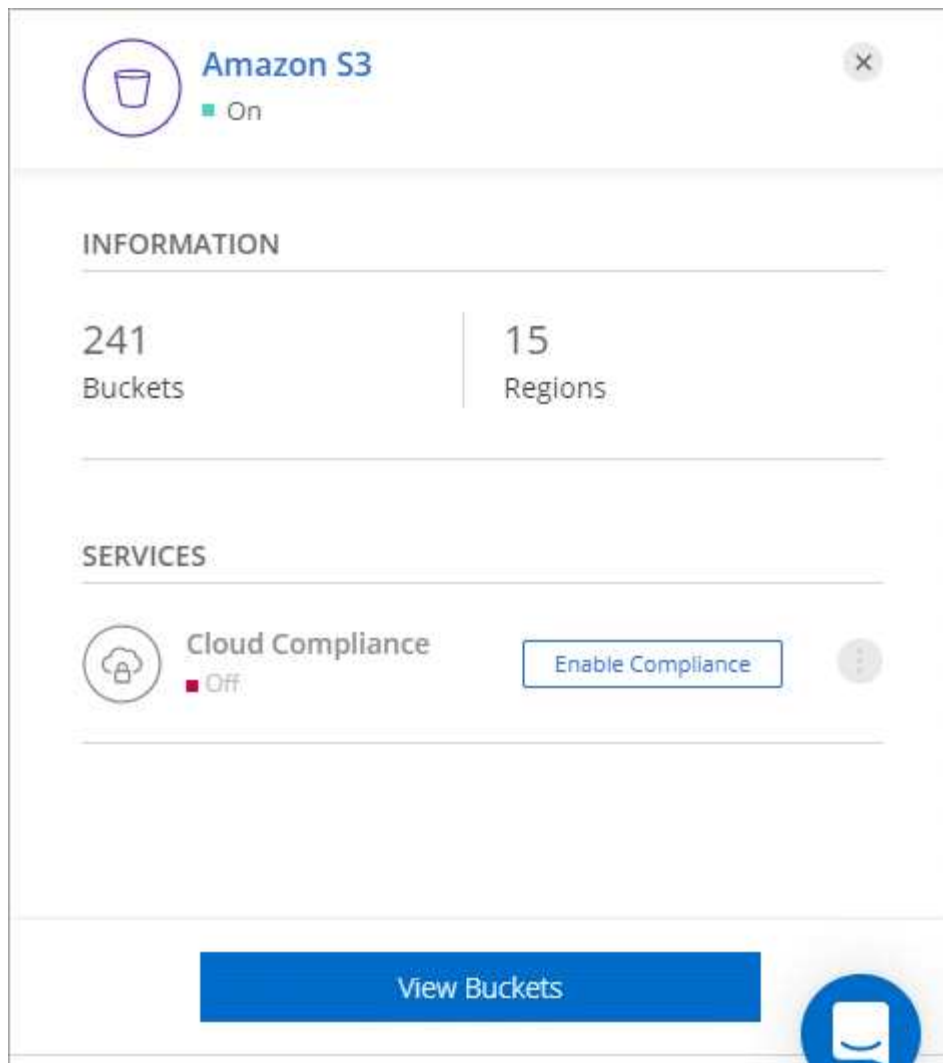 Amazon S3
On
INFORMATION
241
Buckets
15
Regions
SERVICES
Cloud Compliance
Off
Enable Compliance
View Buckets